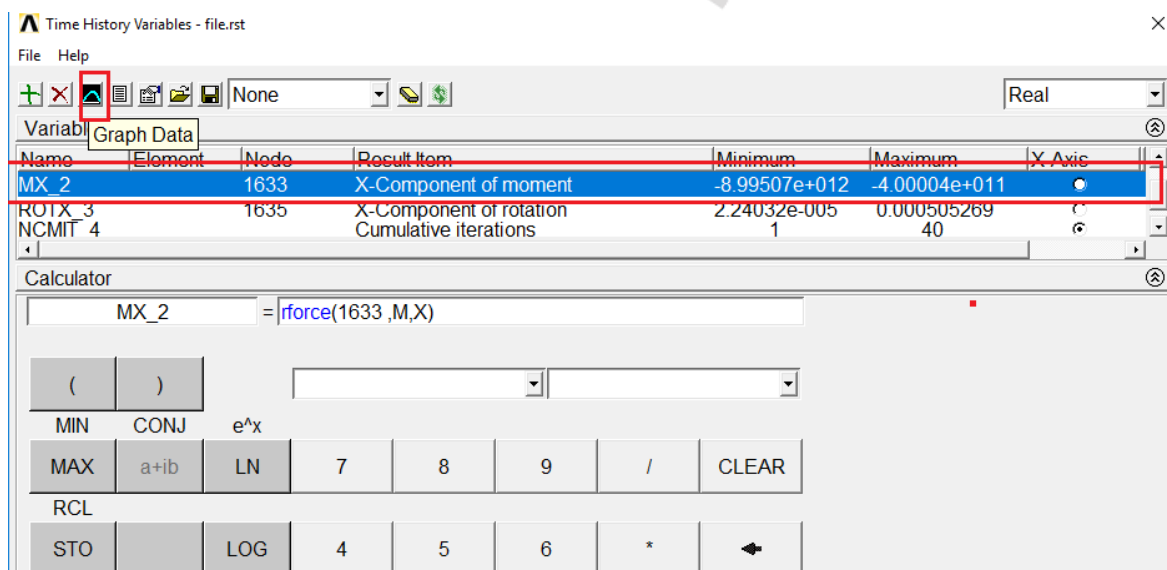 Time History Variables - file.rst
File Help
None Real
Variabl
Graph Data
Name Element Node Result Item Minimum Maximum X-Axis
MX_2 1633 X-Component of moment -8.99507e+012 -4.00004e+011
ROTX_3 1635 X-Component of rotation 2.24032e-005 0.000505269
NCMIT_4 Cumulative iterations 1 40
Calculator
MX_2 = rforce(1633 ,M,X)
( )
MIN CONJ e^x
MAX a+ib LN 7 8 9 / CLEAR
RCL
STO LOG 4 5 6 *